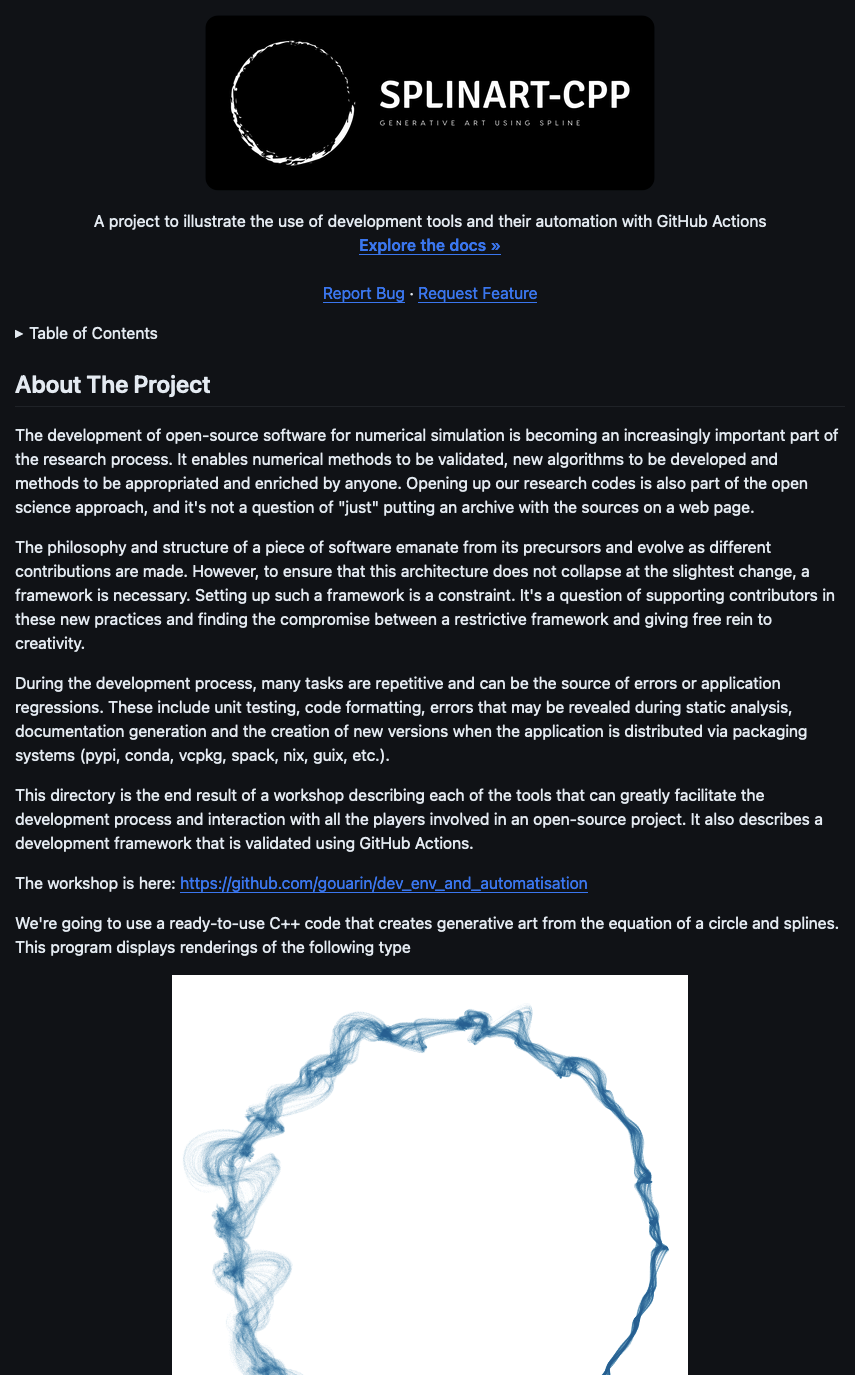 SPLINART-CPP
GENERATIVE ART USING SPLINE
A project to illustrate the use of development tools and their automation with GitHub Actions
Explore the docs »
Report Bug · Request Feature
▸ Table of Contents
About The Project
The development of open-source software for numerical simulation is becoming an increasingly important part of
the research process. It enables numerical methods to be validated, new algorithms to be developed and
methods to be appropriated and enriched by anyone. Opening up our research codes is also part of the open
science approach, and it's not a question of "just" putting an archive with the sources on a web page.
The philosophy and structure of a piece of software emanate from its precursors and evolve as different
contributions are made. However, to ensure that this architecture does not collapse at the slightest change, a
framework is necessary. Setting up such a framework is a constraint. It's a question of supporting contributors in
these new practices and finding the compromise between a restrictive framework and giving free rein to
creativity.
During the development process, many tasks are repetitive and can be the source of errors or application
regressions. These include unit testing, code formatting, errors that may be revealed during static analysis,
documentation generation and the creation of new versions when the application is distributed via packaging
systems (pypi, conda, vcpkg, spack, nix, guix, etc.).
This directory is the end result of a workshop describing each of the tools that can greatly facilitate the
development process and interaction with all the players involved in an open-source project. It also describes a
development framework that is validated using GitHub Actions.
The workshop is here: https://github.com/gouarin/dev_env_and_automatisation
We're going to use a ready-to-use C++ code that creates generative art from the equation of a circle and splines.
This program displays renderings of the following type